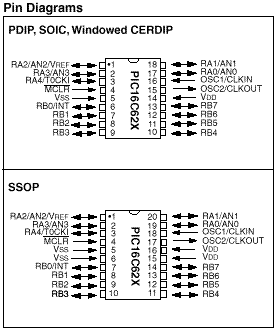 Pin Diagrams
PDIP, SOIC, Windowed CERDIP
RA2/AN2/VREF 1 18 RA1/AN1
RA3/AN3 2 17 RA0/AN0
RA4/T0CKI 3 16 OSC1/CLKIN
MCLR 4 15 OSC2/CLKOUT
VSS 5 14 VDD
RB0/INT 6 13 RB7
RB1 7 12 RB6
RB2 8 11 RB5
RB3 9 10 RB4
PIC16C62X
SSOP
RA2/AN2/VREF 1 20 RA1/AN1
RA3/AN3 2 19 RA0/AN0
RA4/T0CKI 3 18 OSC1/CLKIN
MCLR 4 17 OSC2/CLKOUT
VSS 5 16 VDD
VSS 6 15 VDD
RB0/INT 7 14 RB7
RB1 8 13 RB6
RB2 9 12 RB5
RB3 10 11 RB4
PIC16C62X